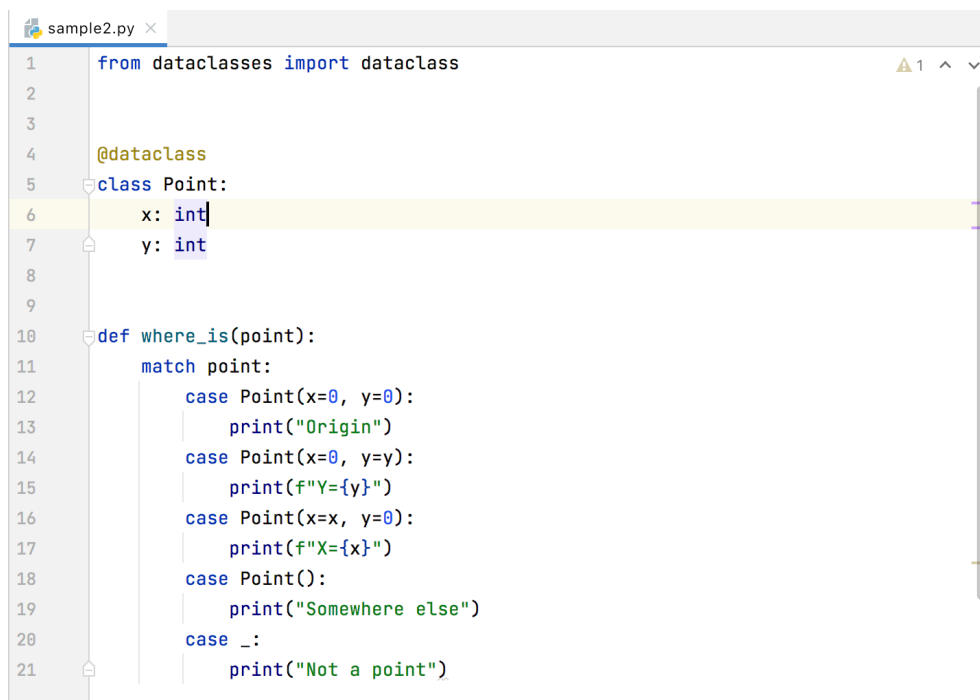 sample2.py
1 from dataclasses import dataclass 1
2
3
4 @dataclass
5 class Point:
6     x: int
7     y: int
8
9
10 def where_is(point):
11     match point:
12         case Point(x=0, y=0):
13             print("Origin")
14         case Point(x=0, y=y):
15             print(f"Y={y}")
16         case Point(x=x, y=0):
17             print(f"X={x}")
18         case Point():
19             print("Somewhere else")
20         case _:
21             print("Not a point")